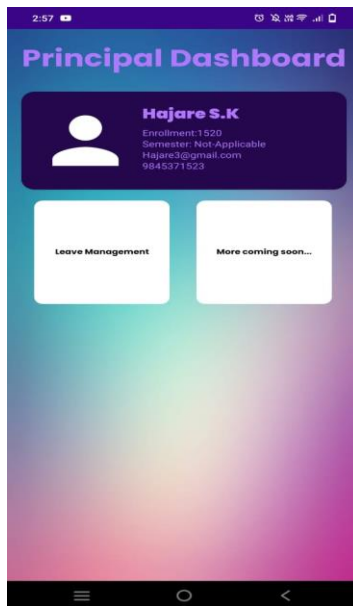 2:57
Principal Dashboard
Hajare S.K
Enrollment:1520
Semester: Not-Applicable
Hajare3@gmail.com
9845371523
Leave Management
More coming soon...